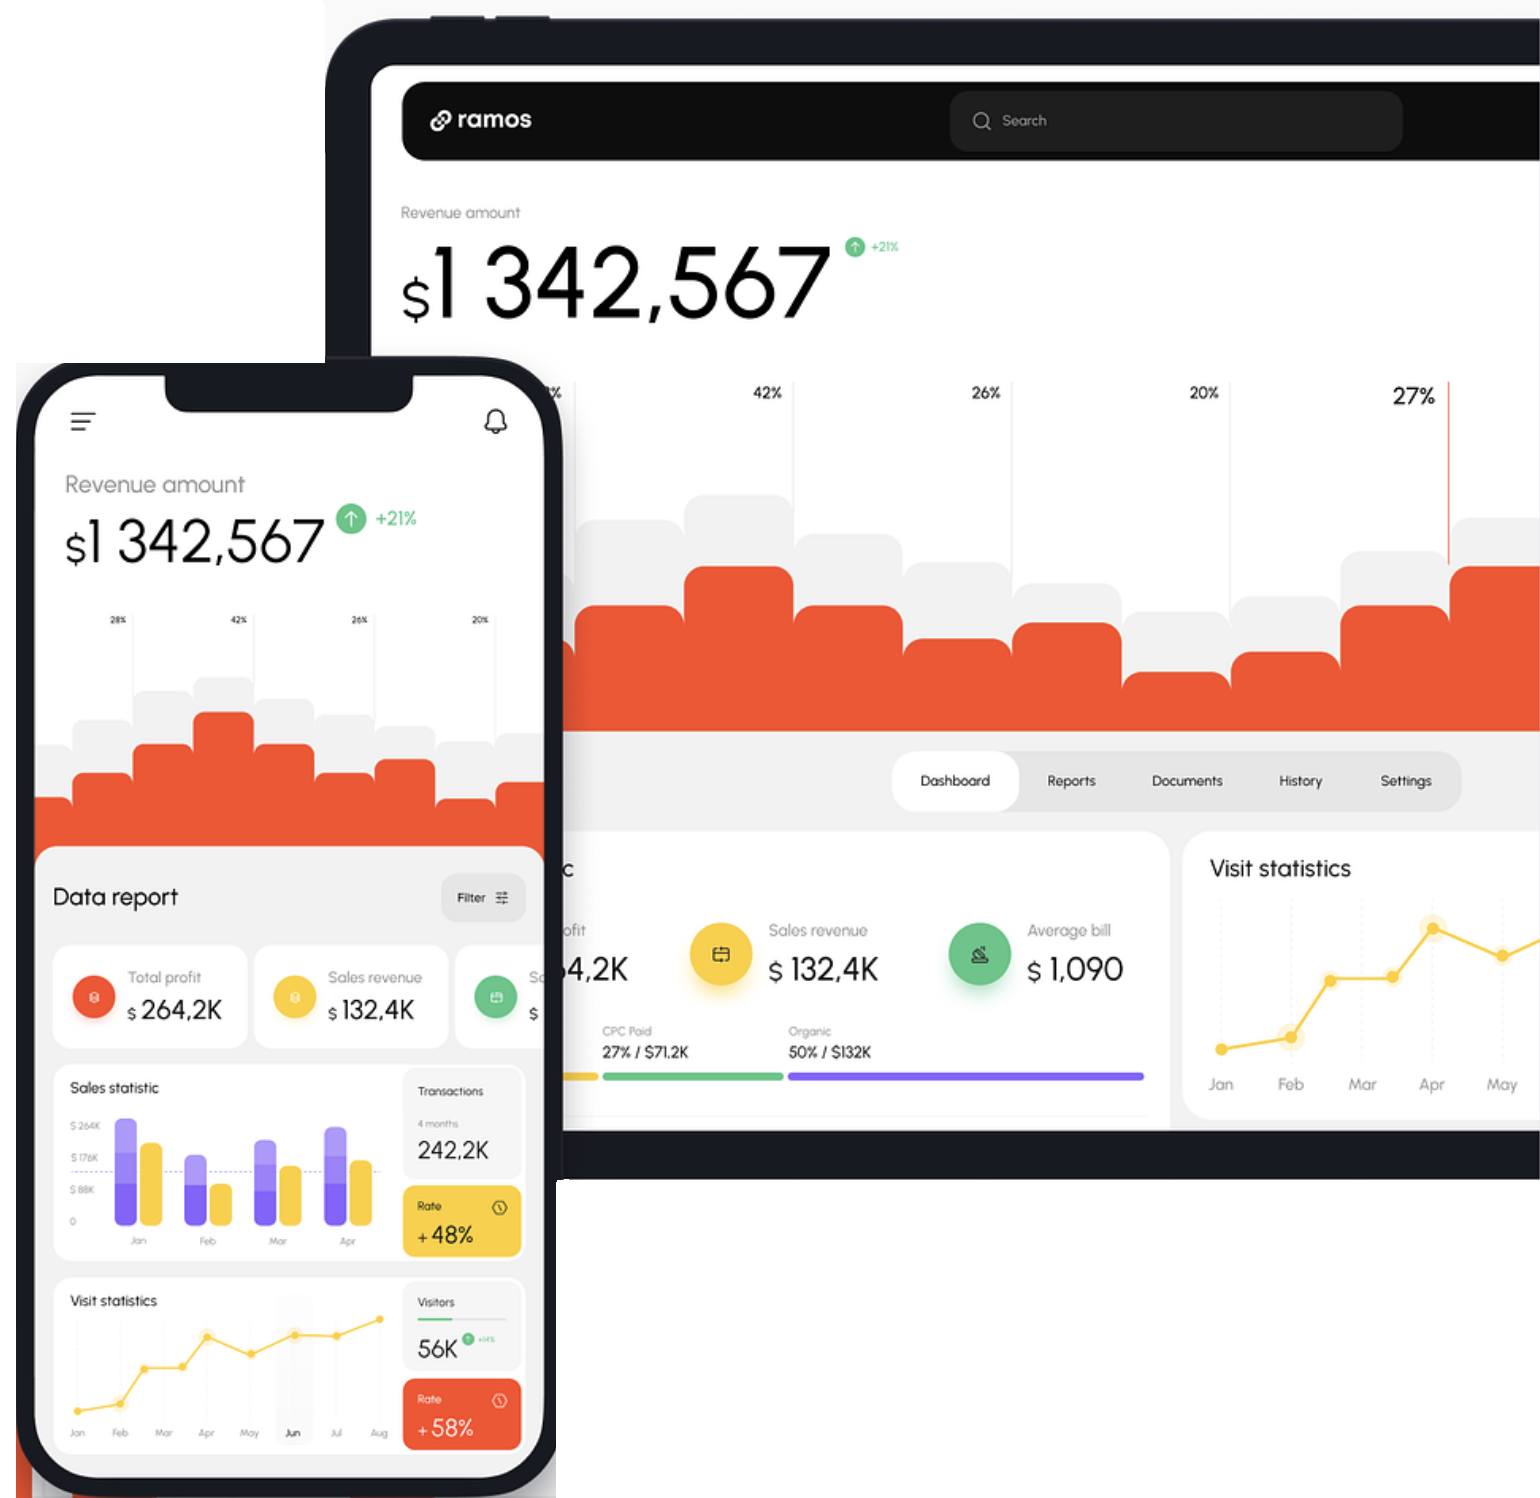 ramos
Search
Revenue amount
$1 342,567
+21%
42%
26%
20%
27%
Dashboard
Reports
Documents
History
Settings
Sales revenue
$ 132,4K
Average bill
$ 1,090
CPC Paid
27% / $71,2K
Organic
50% / $132K
Visit statistics
Jan
Feb
Mar
Apr
May
Revenue amount
$1 342,567
+21%
28%
42%
26%
20%
Data report
Filter
Total profit
$ 264,2K
Sales revenue
$ 132,4K
$
Sales statistic
$ 264K
$ 176K
$ 88K
0
Jan
Feb
Mar
Apr
Transactions
4 months
242,2K
Rate
+ 48%
Visit statistics
Jan
Feb
Mar
Apr
May
Jun
Jul
Aug
Visitors
56K
+14%
Rate
+ 58%